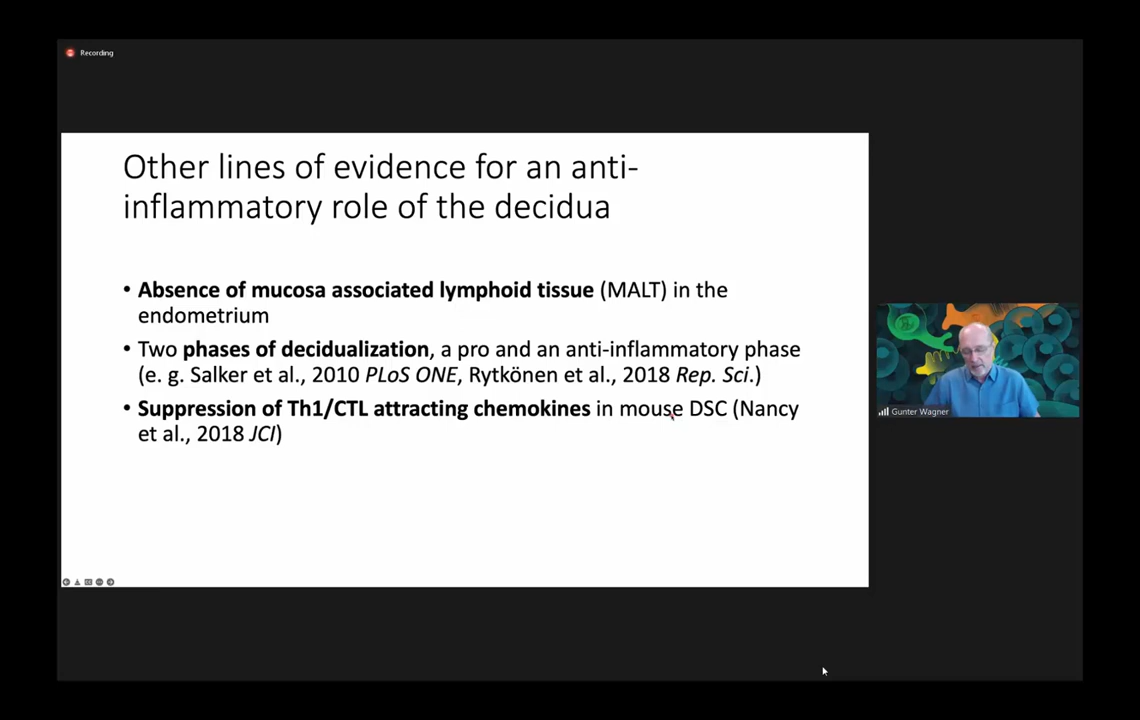 Recording
Other lines of evidence for an anti-
inflammatory role of the decidua
• Absence of mucosa associated lymphoid tissue (MALT) in the
endometrium
• Two phases of decidualization, a pro and an anti-inflammatory phase
(e. g. Salker et al., 2010 PLoS ONE, Rytkönen et al., 2018 Rep. Sci.)
• Suppression of Th1/CTL attracting chemokines in mouse DSC (Nancy
et al., 2018 JCI)
Gunter Wagner